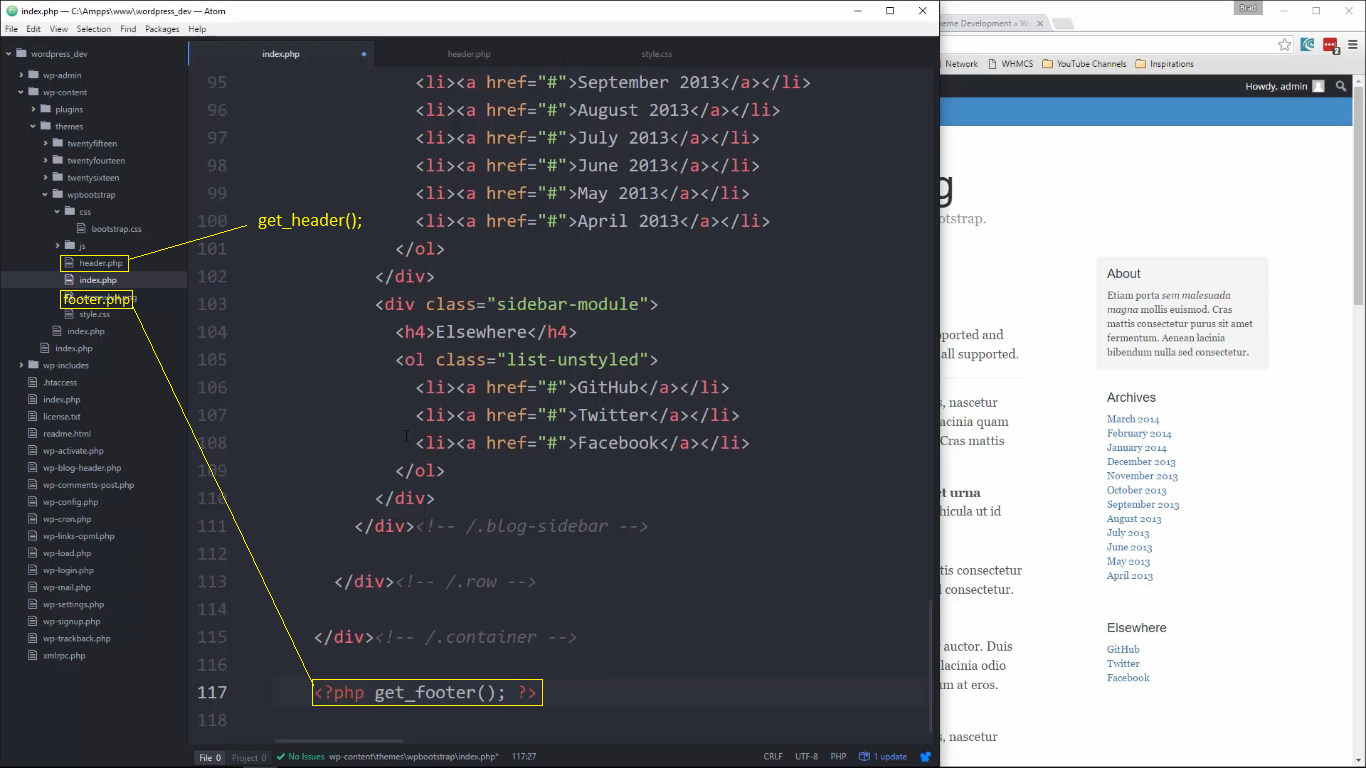 index.php — C:\Ampps\www\wordpress_dev — Atom
File Edit View Selection Find Packages Help
wordpress_dev
wp-admin
wp-content
plugins
themes
twentyfifteen
twentyfourteen
twentysixteen
wpbootstrap
css
bootstrap.css
js
header.php
index.php
footer.php
style.css
index.php
index.php
wp-includes
.htaccess
index.php
license.txt
readme.html
wp-activate.php
wp-blog-header.php
wp-comments-post.php
wp-config.php
wp-cron.php
wp-links-opml.php
wp-load.php
wp-login.php
wp-mail.php
wp-settings.php
wp-signup.php
wp-trackback.php
xmlrpc.php
get_header();
index.php header.php style.css
95 <li><a href="#">September 2013</a></li>
96 <li><a href="#">August 2013</a></li>
97 <li><a href="#">July 2013</a></li>
98 <li><a href="#">June 2013</a></li>
99 <li><a href="#">May 2013</a></li>
100 <li><a href="#">April 2013</a></li>
101 </ol>
102 </div>
103 <div class="sidebar-module">
104 <h4>Elsewhere</h4>
105 <ol class="list-unstyled">
106 <li><a href="#">GitHub</a></li>
107 <li><a href="#">Twitter</a></li>
108 <li><a href="#">Facebook</a></li>
109 </ol>
110 </div>
111 </div><!-- /.blog-sidebar -->
112
113 </div><!-- /.row -->
114
115 </div><!-- /.container -->
116
117 <?php get_footer(); ?>
118
File 0 Project 0 No Issues wp-content\themes\wpbootstrap\index.php* 117:27 CRLF UTF-8 PHP 1 update
Brad
eme Development « W
Network WHMCS YouTube Channels Inspirations
Howdy, admin
g
otstrap.
pported and
all supported.
s, nascetur
lacinia quam
Cras mattis
et urna
hicula ut id
tis consectetur
d consectetur.
auctor. Duis
lacinia odio
m at eros.
s, nascetur
About
Etiam porta sem malesuada
magna mollis euismod. Cras
mattis consectetur purus sit amet
fermentum. Aenean lacinia
bibendum nulla sed consectetur.
Archives
March 2014
February 2014
January 2014
December 2013
November 2013
October 2013
September 2013
August 2013
July 2013
June 2013
May 2013
April 2013
Elsewhere
GitHub
Twitter
Facebook